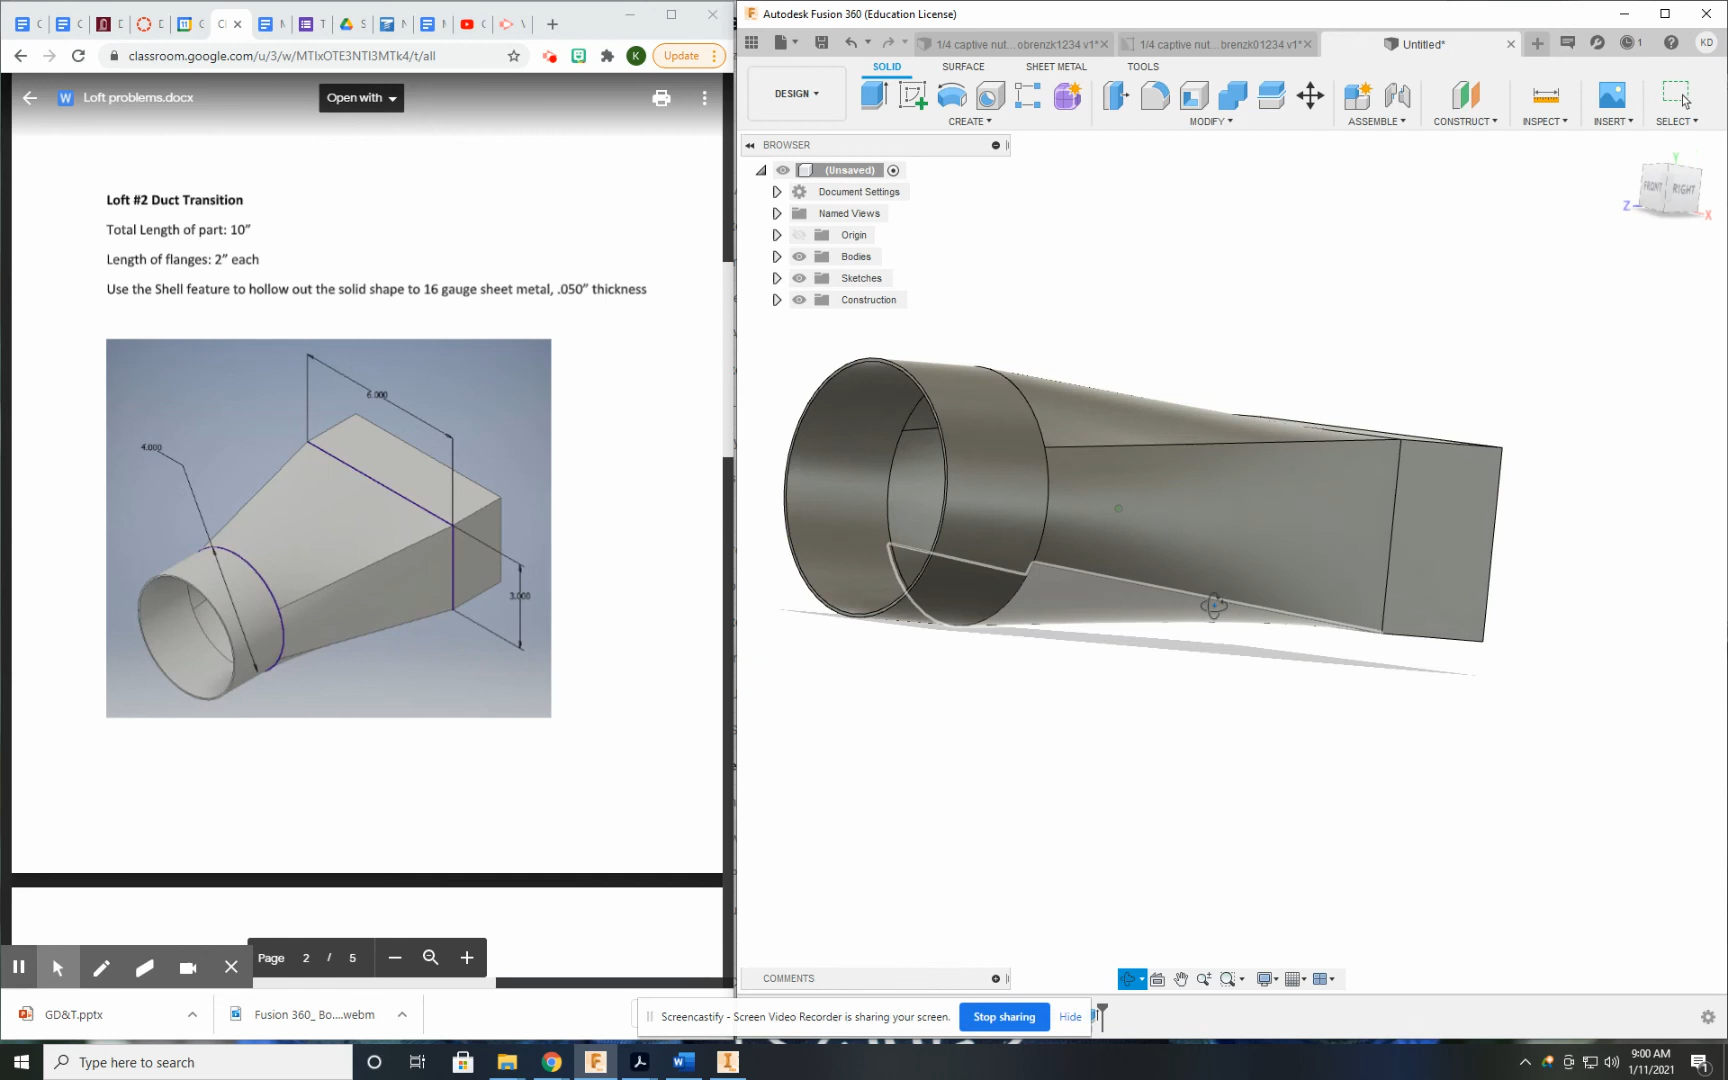 classroom.google.com/u/3/w/MTIxOTE3NTI3MTk4/t/all
K
Update
W
Loft problems.docx
Open with
Loft #2 Duct Transition
Total Length of part: 10”
Length of flanges: 2” each
Use the Shell feature to hollow out the solid shape to 16 gauge sheet metal, .050” thickness
6.000
4.000
3.000
Page 2 / 5
GD&T.pptx
Fusion 360_ Bo....webm
Autodesk Fusion 360 (Education License)
1/4 captive nut... obrenzk1234 v1*
1/4 captive nut... brenzk01234 v1*
Untitled*
1
KD
SOLID
SURFACE
SHEET METAL
TOOLS
DESIGN
CREATE
MODIFY
ASSEMBLE
CONSTRUCT
INSPECT
INSERT
SELECT
BROWSER
(Unsaved)
Document Settings
Named Views
Origin
Bodies
Sketches
Construction
Y
FRONT
RIGHT
Z
X
COMMENTS
Screencastify - Screen Video Recorder is sharing your screen.
Stop sharing
Hide
Type here to search
9:00 AM
1/11/2021